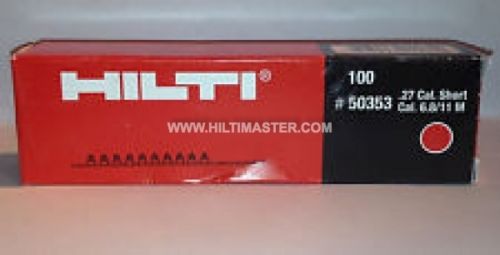 HILTI®
100
# 50353
.27 Cal. Short
Cal. 6.8/11 M
WWW.HILTIMASTER.COM